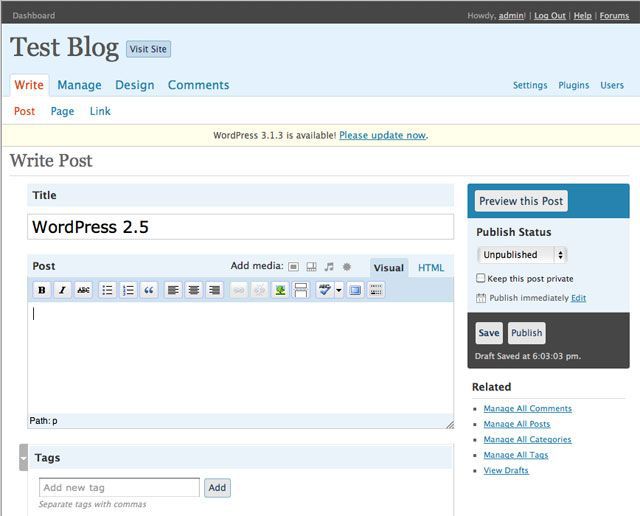 Dashboard
Howdy, admin! | Log Out | Help | Forums
Test Blog Visit Site
Write Manage Design Comments
Settings Plugins Users
Post Page Link
WordPress 3.1.3 is available! Please update now.
Write Post
Title
WordPress 2.5
Post Add media: Visual HTML
B I ABC ABC
Path: p
Tags
Add new tag Add
Separate tags with commas
Preview this Post
Publish Status
Unpublished
Keep this post private
Publish immediately Edit
Save Publish
Draft Saved at 6:03:03 pm.
Related
Manage All Comments
Manage All Posts
Manage All Categories
Manage All Tags
View Drafts